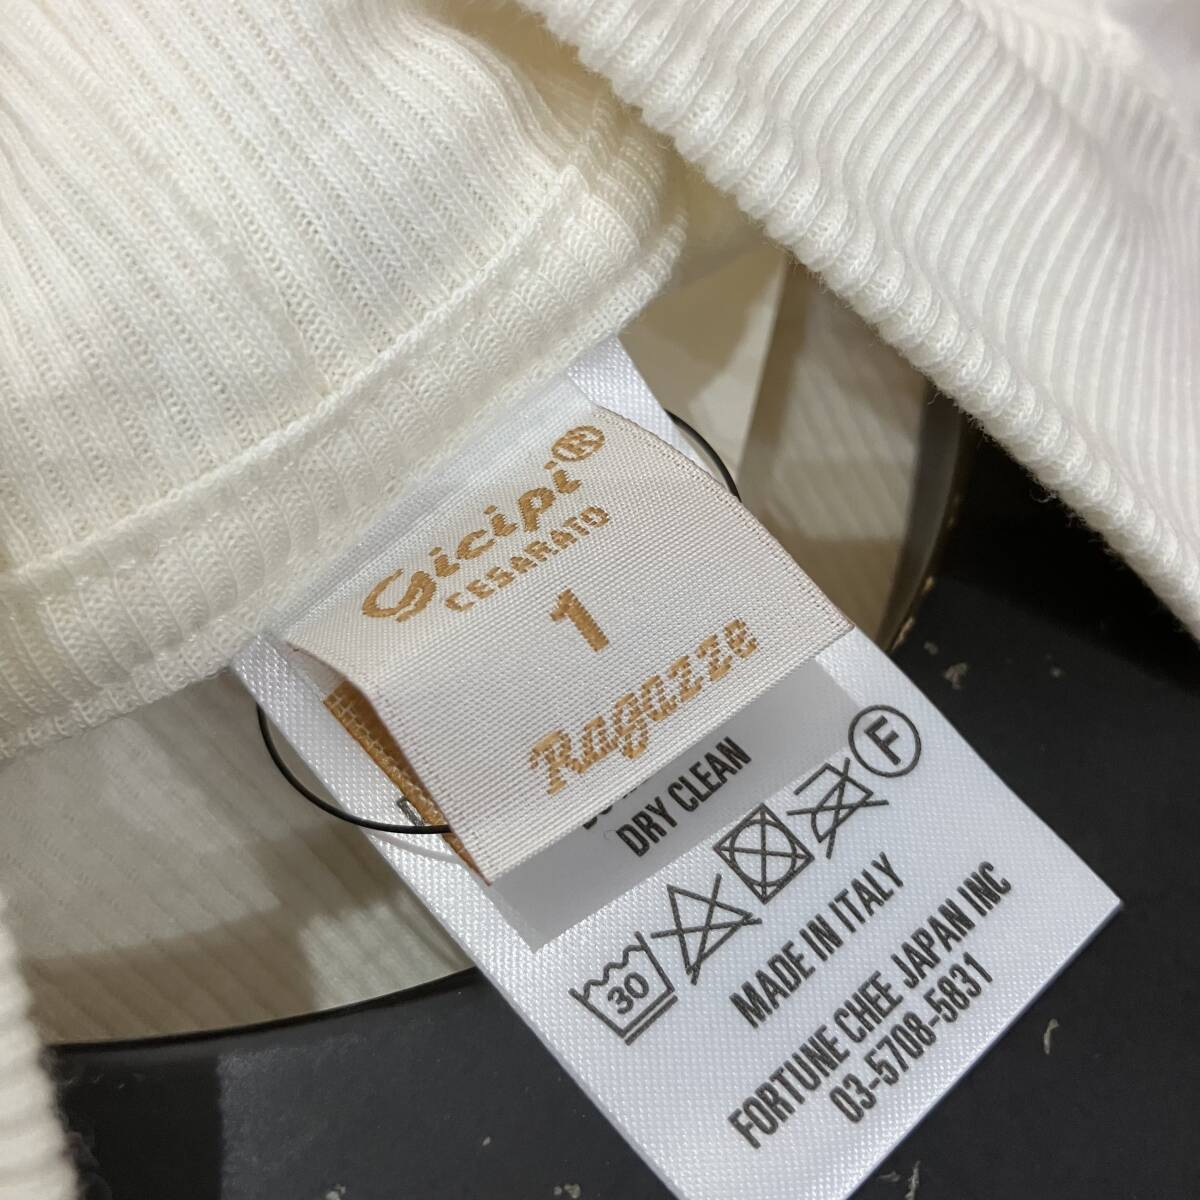 Gicipi®
CESARATO
1
Ragazze
DRY CLEAN
F
30
MADE IN ITALY
FORTUNE CHEE JAPAN INC
03-5708-5831